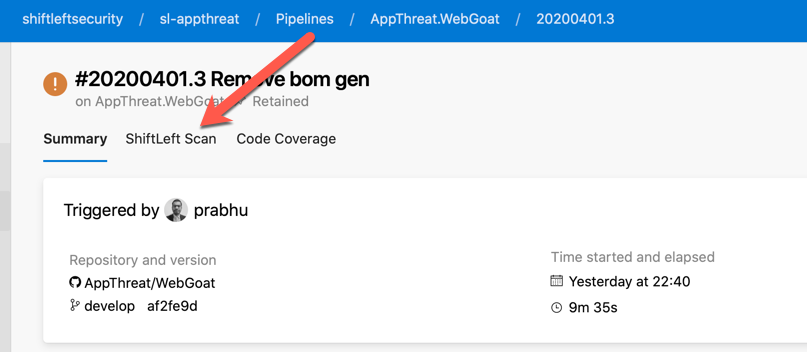 shiftleftsecurity / sl-appthreat / Pipelines / AppThreat.WebGoat / 20200401.3
#20200401.3 Remove bom gen
on AppThreat.WebGoat Retained
Summary ShiftLeft Scan Code Coverage
Triggered by prabhu
Repository and version
AppThreat/WebGoat
develop af2fe9d
Time started and elapsed
Yesterday at 22:40
9m 35s